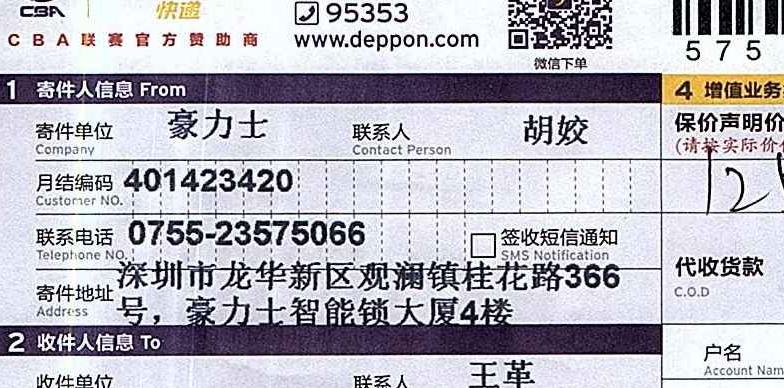 CBA 快递 95353
CBA联赛官方赞助商 www.deppon.com
微信下单 575
1 寄件人信息 From 4 增值业务
寄件单位 豪力士 联系人 胡姣 保价声明价
Company Contact Person (请按实际价
月结编码 401423420 12
Customer NO.
联系电话 0755-23575066 签收短信通知
Telephone NO. SMS Notification
深圳市龙华新区观澜镇桂花路366 代收货款
寄件地址 C.O.D
Address 号，豪力士智能锁大厦4楼
2 收件人信息 To 户名
收件单位 联系人 王革 Account Nam